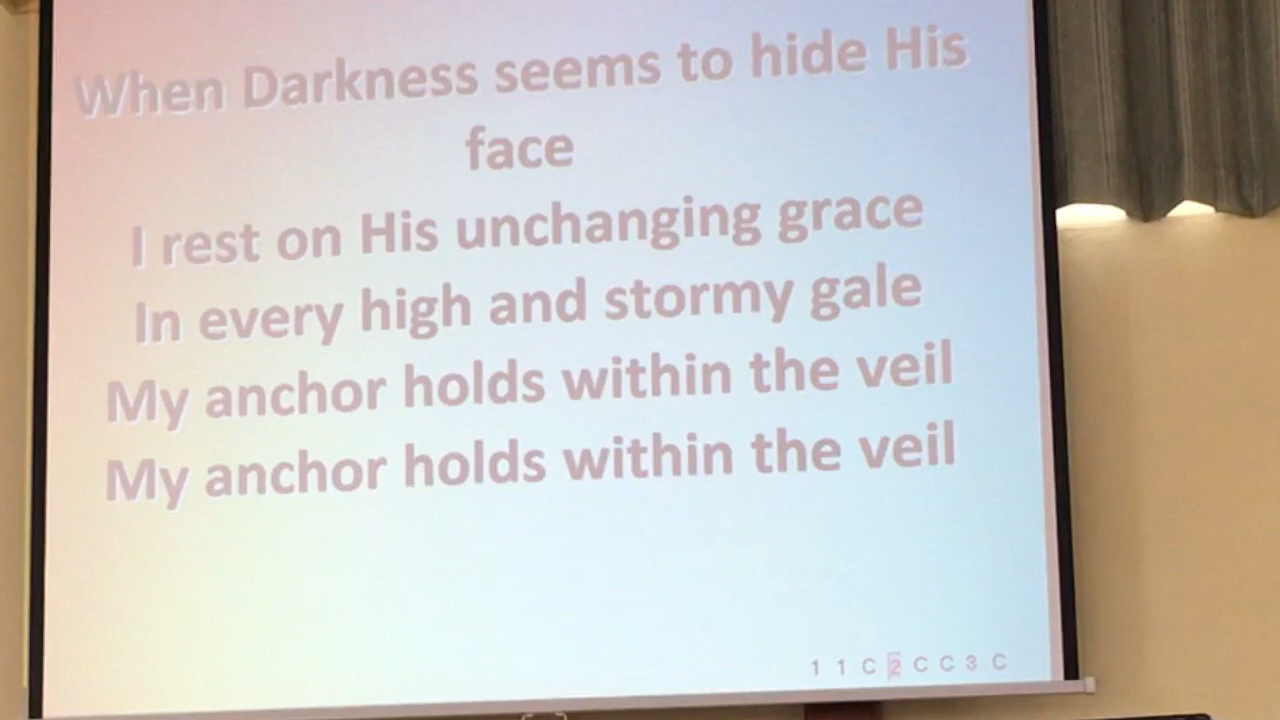 When Darkness seems to hide His
face
I rest on His unchanging grace
In every high and stormy gale
My anchor holds within the veil
My anchor holds within the veil
1 1 C 2 C C 3 C